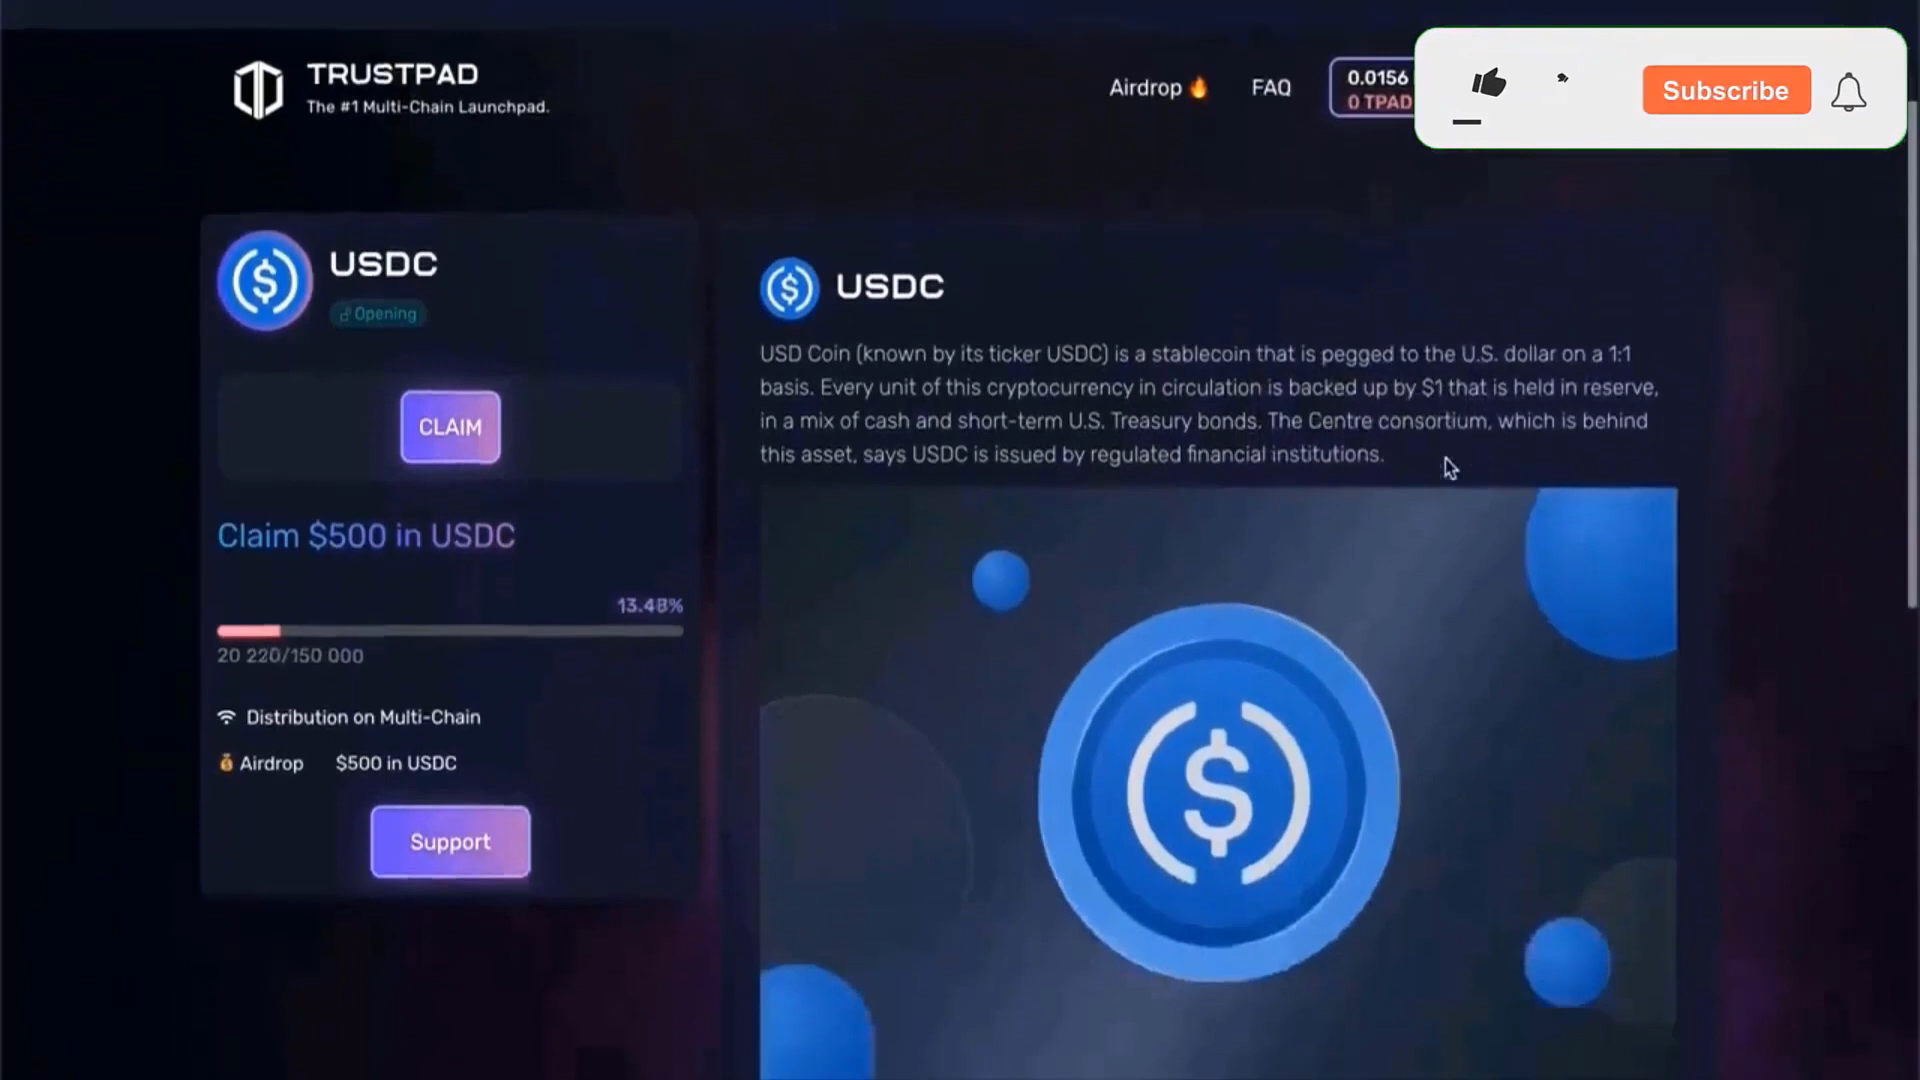 TRUSTPAD
The #1 Multi-Chain Launchpad.
Airdrop
FAQ
0.0156
0 TPAD
Subscribe
USDC
Opening
CLAIM
Claim $500 in USDC
13.48%
20 220/150 000
Distribution on Multi-Chain
Airdrop $500 in USDC
Support
USDC
USD Coin (known by its ticker USDC) is a stablecoin that is pegged to the U.S. dollar on a 1:1
basis. Every unit of this cryptocurrency in circulation is backed up by $1 that is held in reserve,
in a mix of cash and short-term U.S. Treasury bonds. The Centre consortium, which is behind
this asset, says USDC is issued by regulated financial institutions.